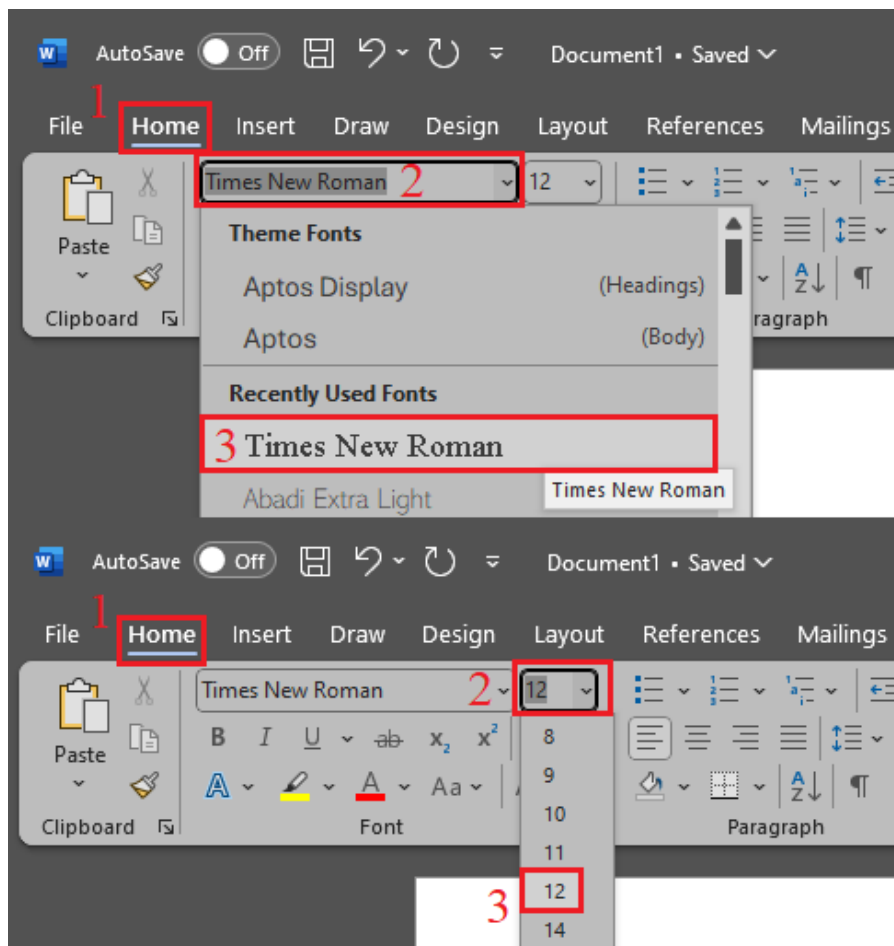 AutoSave Off Document1 • Saved
1
File Home Insert Draw Design Layout References Mailings
Times New Roman 2 12
Paste
Clipboard
Theme Fonts
Aptos Display (Headings)
Aptos (Body)
ragraph
Recently Used Fonts
3 Times New Roman
Times New Roman
Abadi Extra Light
AutoSave Off Document1 • Saved
1
File Home Insert Draw Design Layout References Mailings
Times New Roman 2 12
Paste
B I U ab x₂ x²
A A Aa
Clipboard Font Paragraph
8
9
10
11
3 12
14